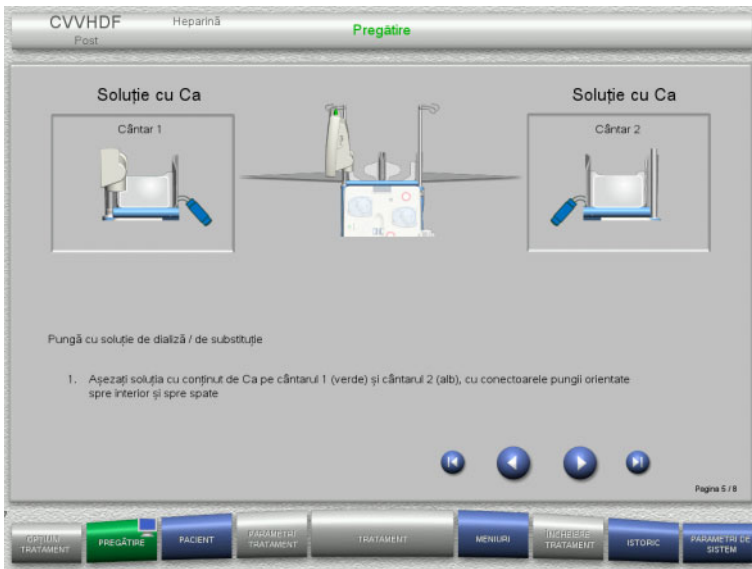 CVVHDF
Heparină
Post
Pregătire
Soluție cu Ca
Cântar 1
Soluție cu Ca
Cântar 2
Pungă cu soluție de dializă / de substituție
1. Așezați soluția cu conținut de Ca pe cântarul 1 (verde) și cântarul 2 (alb), cu conectoarele pungii orientate
spre interior și spre spate
Pagina 5 / 8
OPȚIUNI
TRATAMENT
PREGĂTIRE
PACIENT
PARAMETRI
TRATAMENT
TRATAMENT
MENIURI
ÎNCHEIERE
TRATAMENT
ISTORIC
PARAMETRI DE
SISTEM